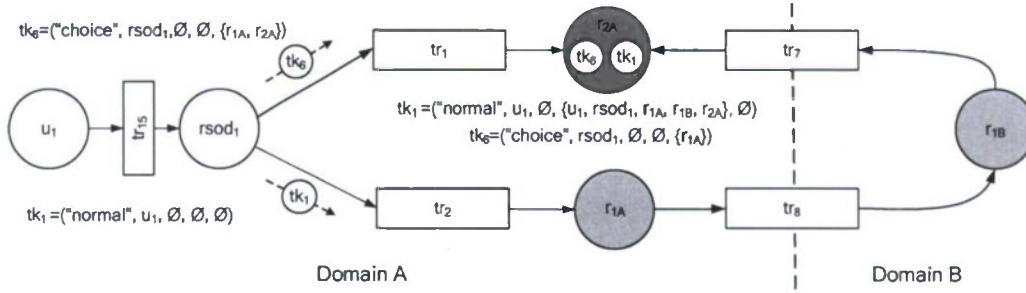 tk₆=("choice", rsod₁,Ø, Ø, {r₁A, r₂A})
tk₆
tr₁
r₂A
tk₆ tk₁
tr₇
u₁
tr₁₅
rsod₁
tk₁=("normal", u₁, Ø, {u₁, rsod₁, r₁A, r₁B, r₂A}, Ø)
tk₆=("choice", rsod₁, Ø, Ø, {r₁A})
r₁B
tk₁
tk₁=("normal", u₁, Ø, Ø, Ø)
tr₂
r₁A
tr₈
Domain A
Domain B